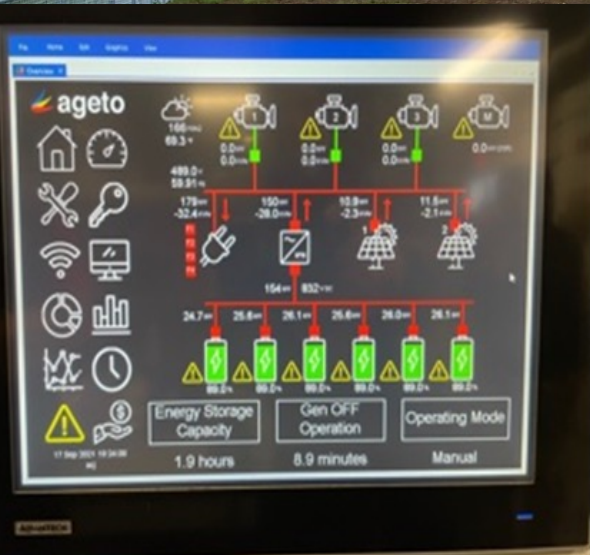 File Home Edit Graphics View
Overview
ageto
1
2
3
M
166
69.3
0.0
0.0
0.0
0.0
0.0
0.0
0.0
489.0
59.91
179
-32.4
150
-28.0
10.9
-2.3
11.5
-2.1
1
2
154 832
24.7 25.6 26.1 25.6 26.0 26.1
89.0% 89.0% 89.0% 89.0% 89.0% 89.0%
Energy Storage
Capacity
Gen OFF
Operation
Operating Mode
17 Sep 2021
1.9 hours
8.9 minutes
Manual
ADVANTECH